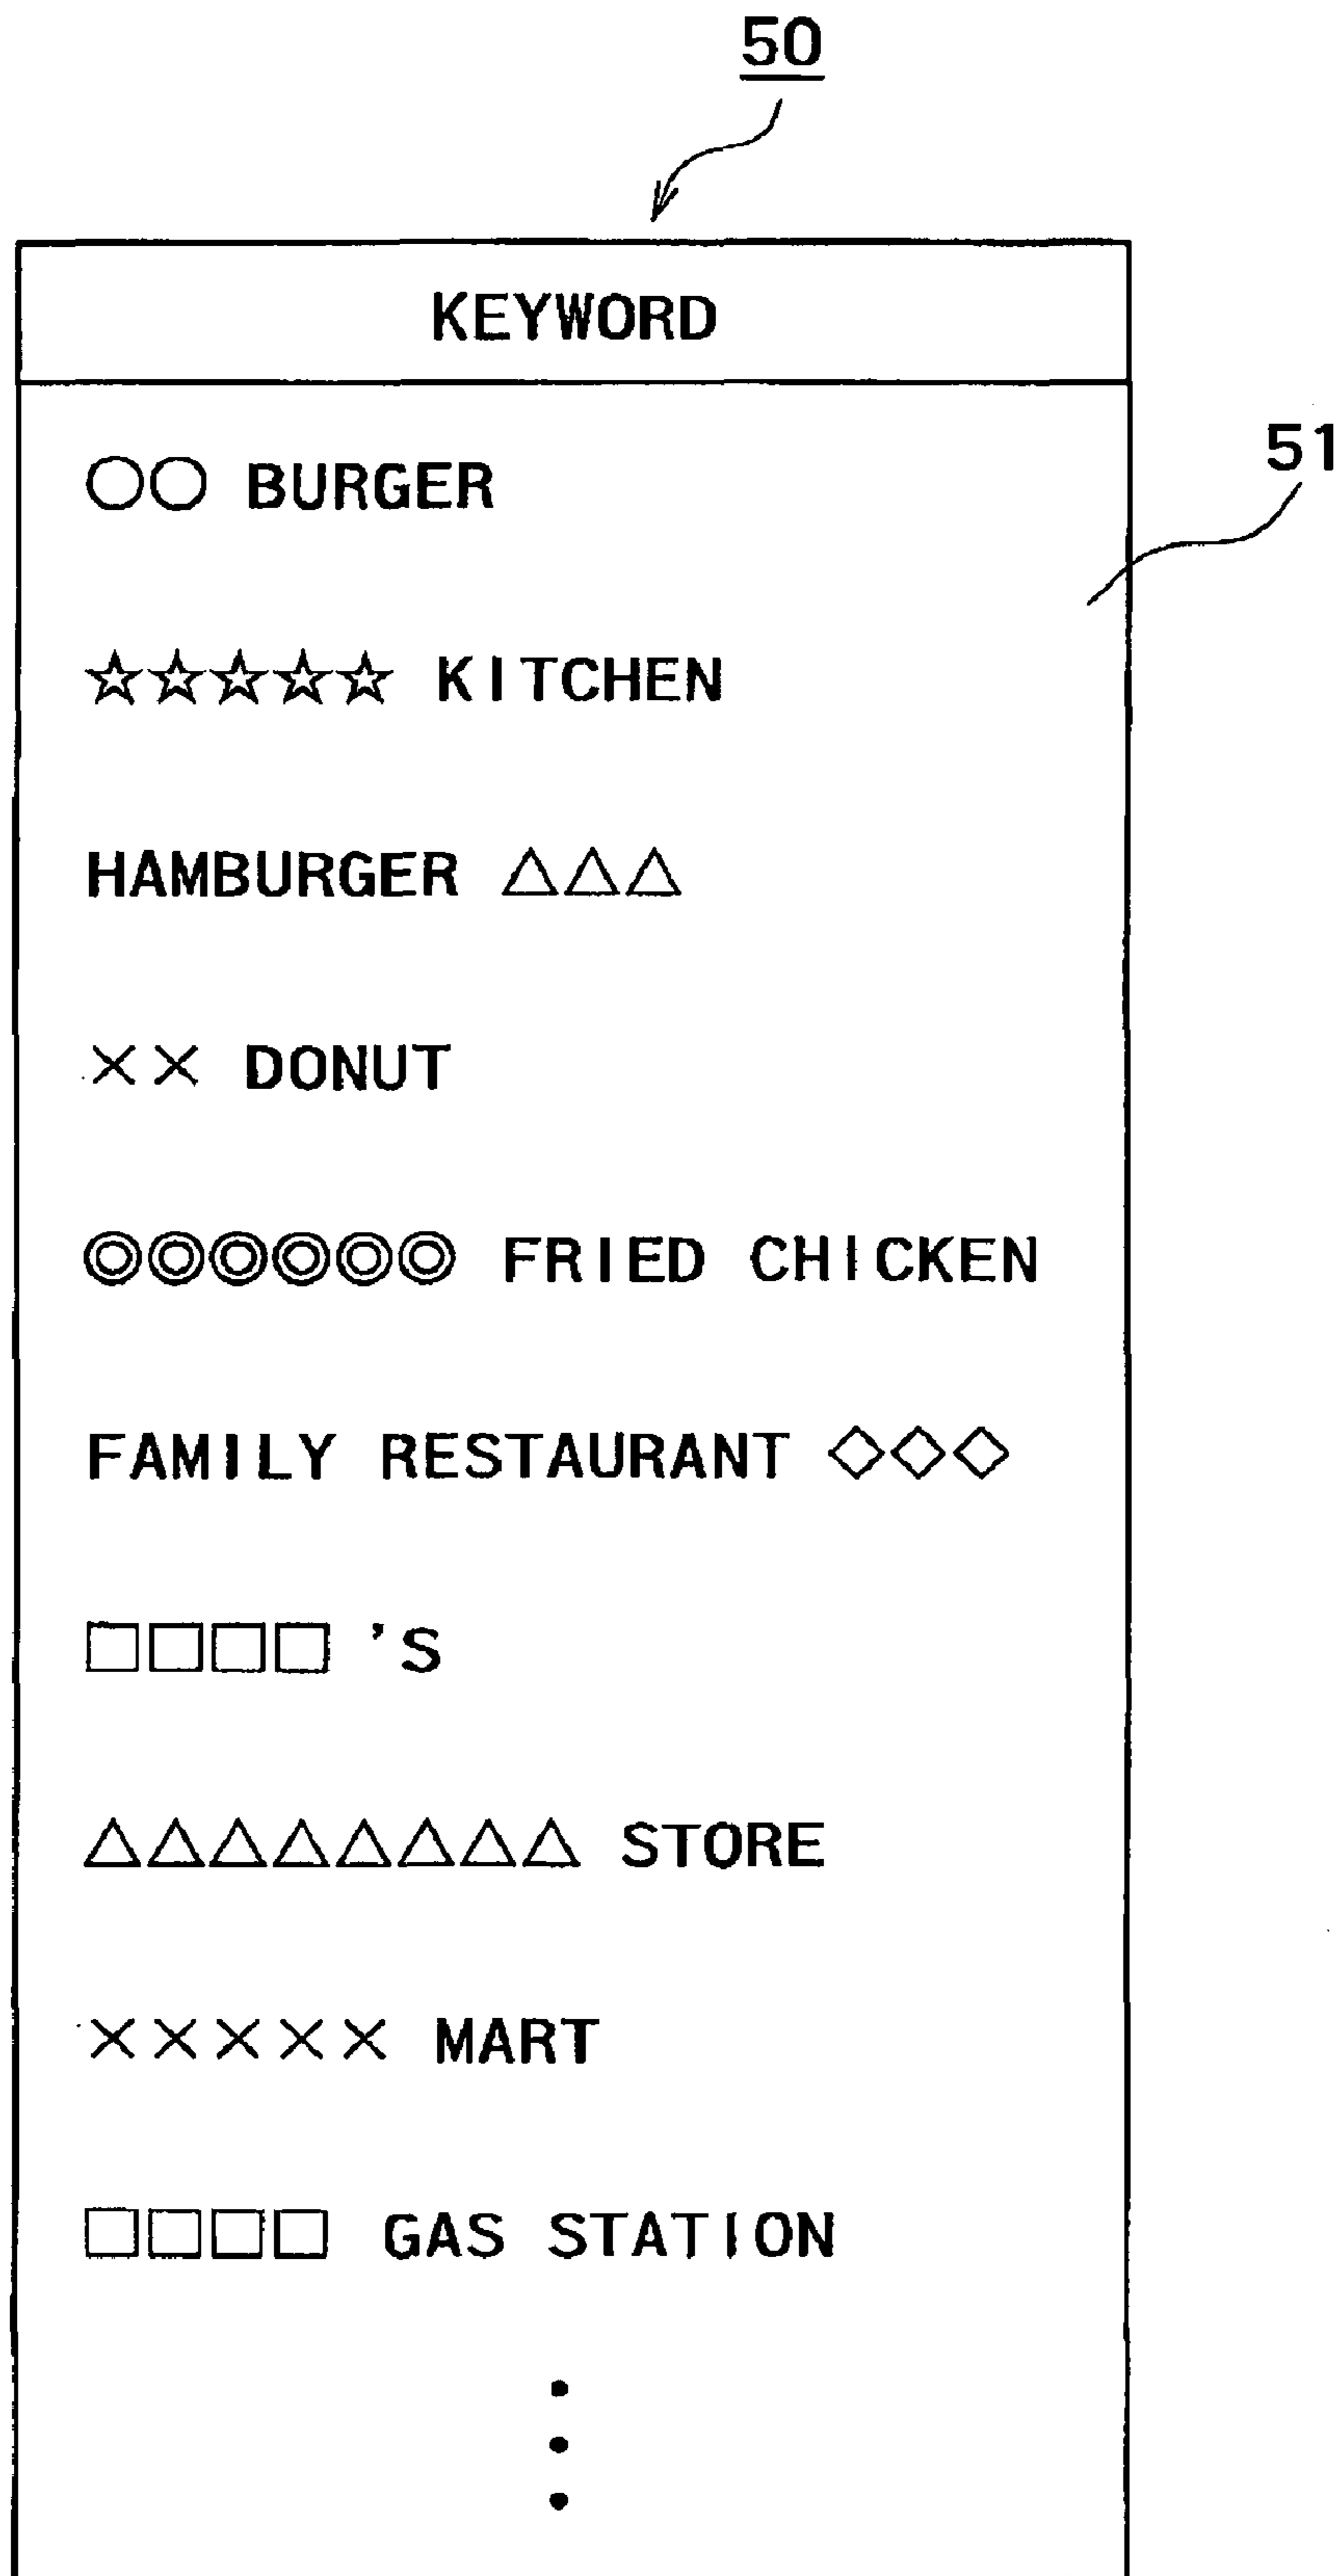 50
KEYWORD
51
○○ BURGER
☆☆☆☆☆ KITCHEN
HAMBURGER △△△
×× DONUT
◎◎◎◎◎◎ FRIED CHICKEN
FAMILY RESTAURANT ◇◇◇
□□□□ 'S
△△△△△△△△ STORE
××××× MART
□□□□ GAS STATION